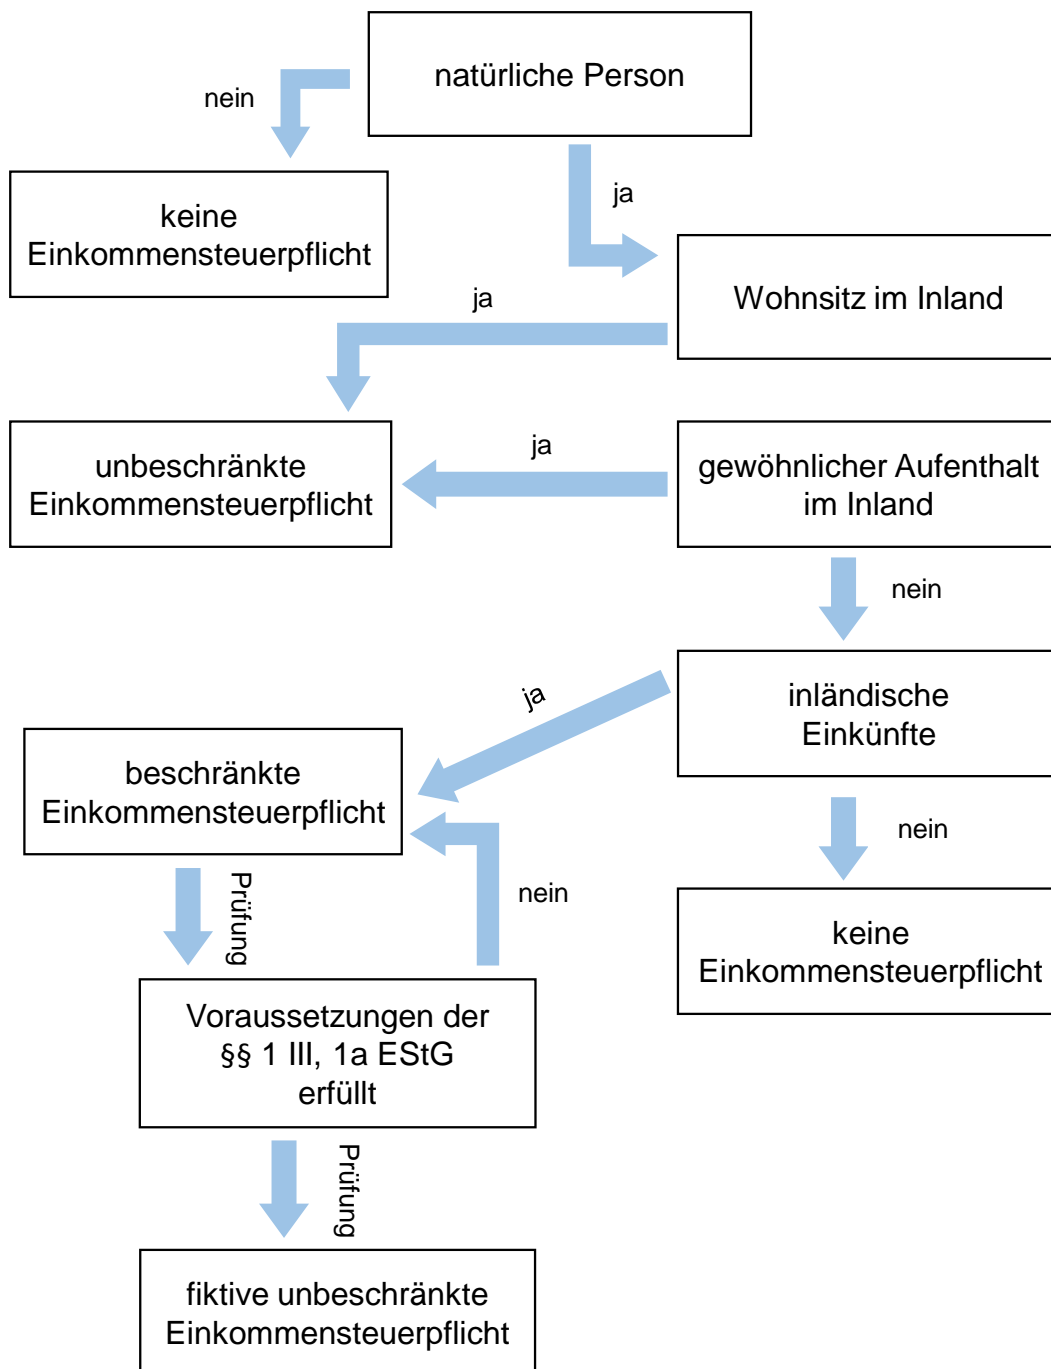 natürliche Person
nein
keine
Einkommensteuerpflicht
ja
Wohnsitz im Inland
ja
unbeschränkte
Einkommensteuerpflicht
ja
gewöhnlicher Aufenthalt
im Inland
nein
inländische
Einkünfte
ja
beschränkte
Einkommensteuerpflicht
nein
keine
Einkommensteuerpflicht
Prüfung
nein
Voraussetzungen der
§§ 1 III, 1a EStG
erfüllt
Prüfung
fiktive unbeschränkte
Einkommensteuerpflicht